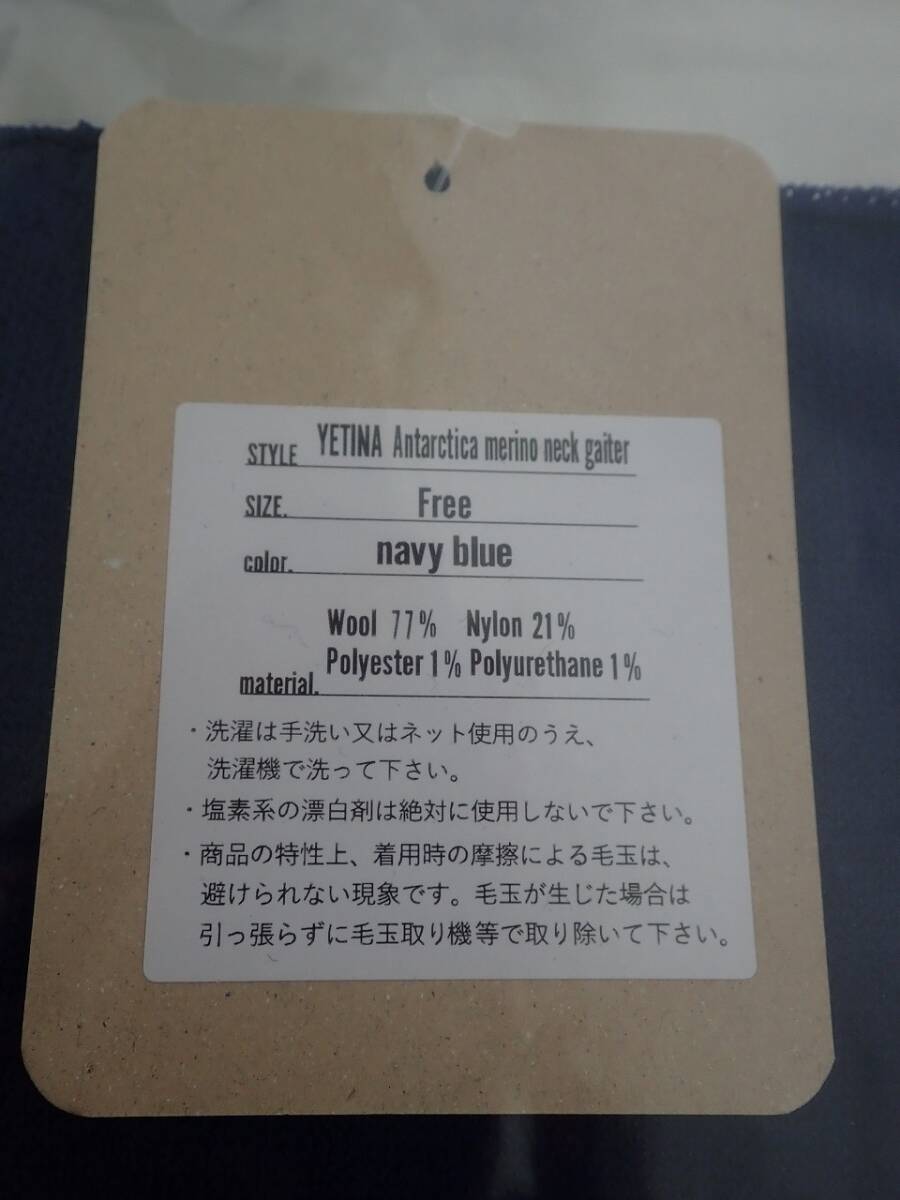 STYLE YETINA Antarctica merino neck gaiter
SIZE. Free
color. navy blue
Wool 77% Nylon 21%
material. Polyester 1% Polyurethane 1%
・洗濯は手洗い又はネット使用のうえ、
洗濯機で洗って下さい。
・塩素系の漂白剤は絶対に使用しないで下さい。
・商品の特性上、着用時の摩擦による毛玉は、
避けられない現象です。毛玉が生じた場合は
引っ張らずに毛玉取り機等で取り除いて下さい。